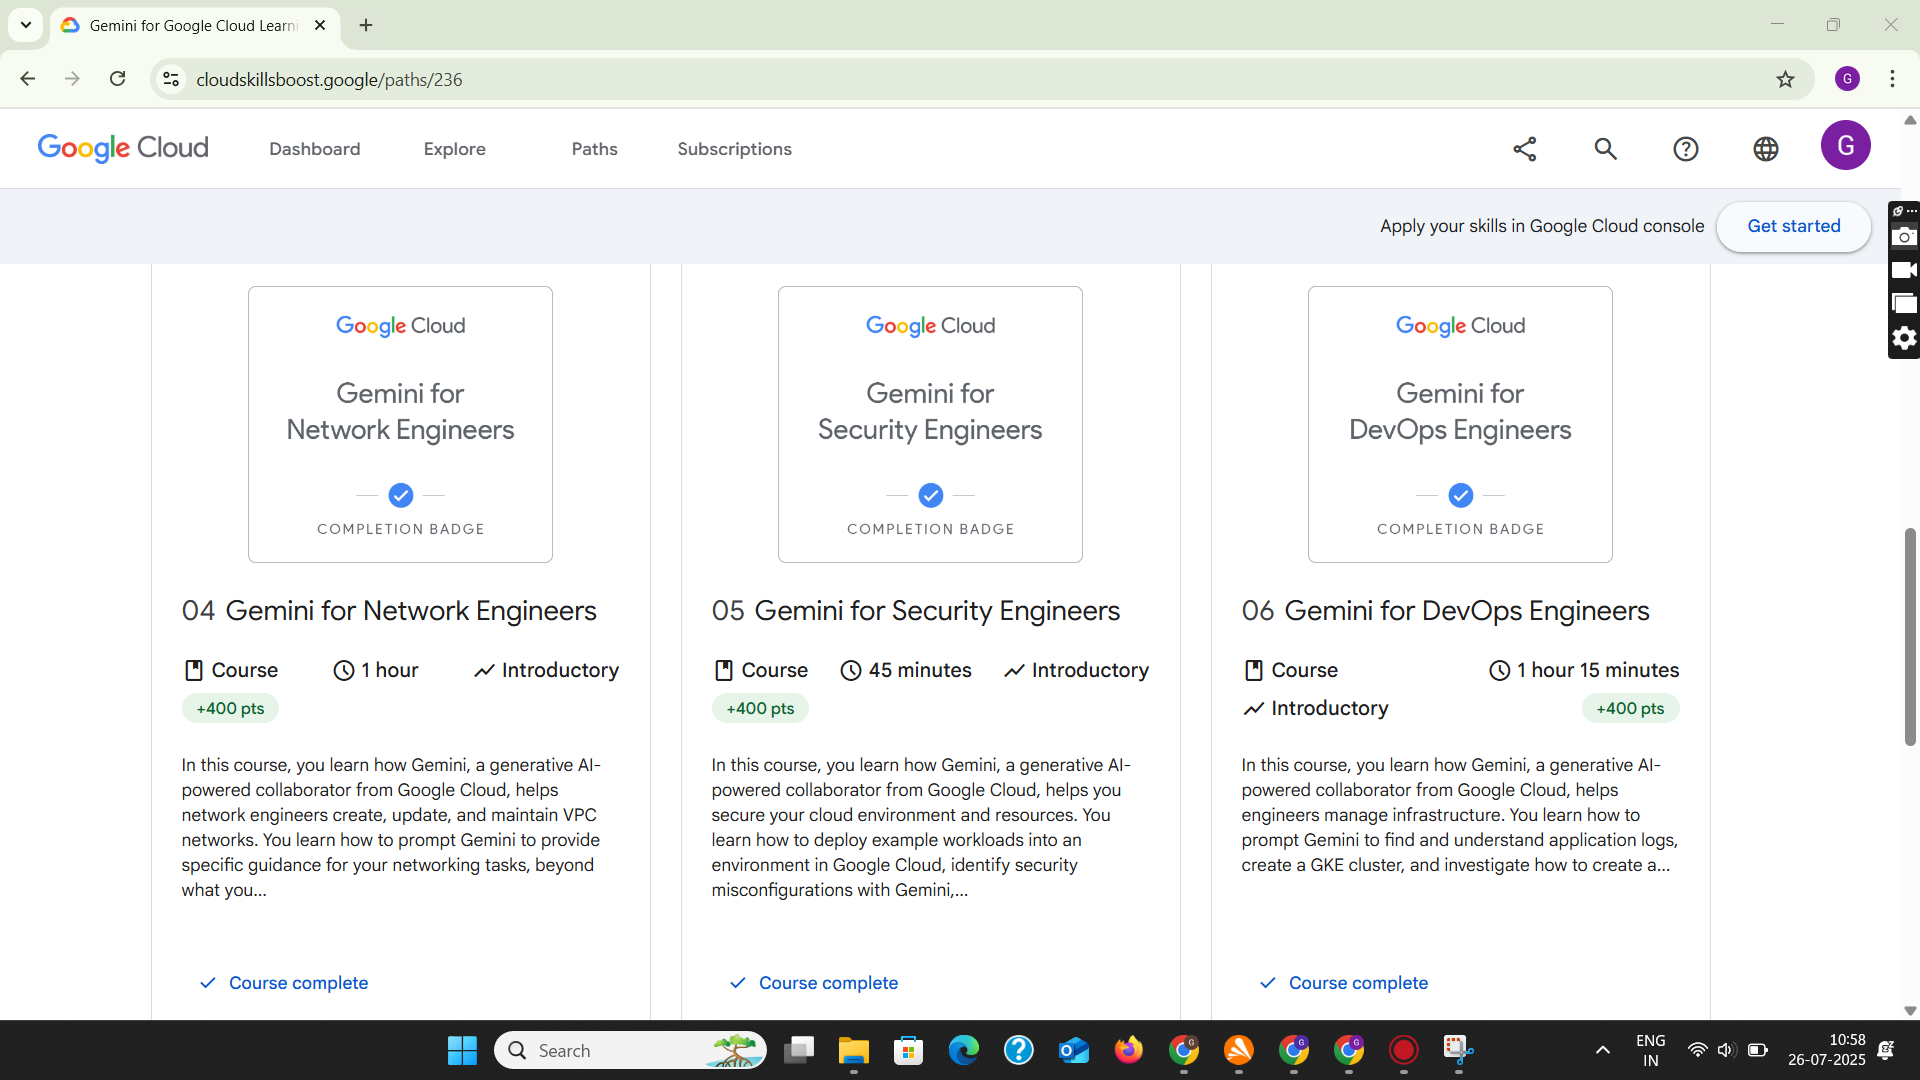 Gemini for Google Cloud Learni
cloudskillsboost.google/paths/236
G
Google Cloud
Dashboard
Explore
Paths
Subscriptions
G
Apply your skills in Google Cloud console
Get started
Google Cloud
Gemini for
Network Engineers
COMPLETION BADGE
04 Gemini for Network Engineers
Course
1 hour
Introductory
+400 pts
In this course, you learn how Gemini, a generative AI-
powered collaborator from Google Cloud, helps
network engineers create, update, and maintain VPC
networks. You learn how to prompt Gemini to provide
specific guidance for your networking tasks, beyond
what you...
Course complete
Google Cloud
Gemini for
Security Engineers
COMPLETION BADGE
05 Gemini for Security Engineers
Course
45 minutes
Introductory
+400 pts
In this course, you learn how Gemini, a generative AI-
powered collaborator from Google Cloud, helps you
secure your cloud environment and resources. You
learn how to deploy example workloads into an
environment in Google Cloud, identify security
misconfigurations with Gemini,...
Course complete
Google Cloud
Gemini for
DevOps Engineers
COMPLETION BADGE
06 Gemini for DevOps Engineers
Course
1 hour 15 minutes
Introductory
+400 pts
In this course, you learn how Gemini, a generative AI-
powered collaborator from Google Cloud, helps
engineers manage infrastructure. You learn how to
prompt Gemini to find and understand application logs,
create a GKE cluster, and investigate how to create a...
Course complete
Search
ENG
IN
10:58
26-07-2025